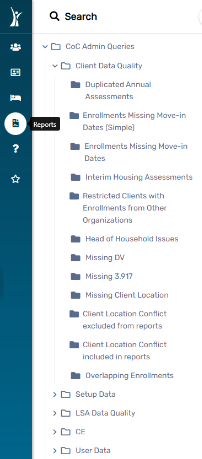 Search
CoC Admin Queries
Client Data Quality
Duplicated Annual
Assessments
Enrollments Missing Move-in
Dates (Simple)
Enrollments Missing Move-in
Dates
Interim Housing Assessments
Reports
Restricted Clients with
Enrollments from Other
Organizations
Head of Household Issues
Missing DV
Missing 3.917
Missing Client Location
Client Location Conflict
excluded from reports
Client Location Conflict
included in reports
Overlapping Enrollments
Setup Data
LSA Data Quality
CE
User Data